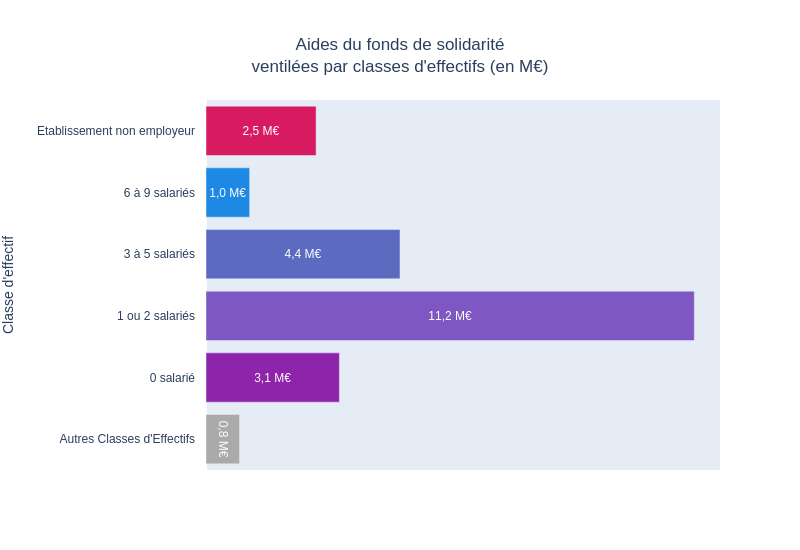 Aides du fonds de solidarité
ventilées par classes d'effectifs (en M€)
Classe d'effectif
Etablissement non employeur
2,5 M€
6 à 9 salariés
1,0 M€
3 à 5 salariés
4,4 M€
1 ou 2 salariés
11,2 M€
0 salarié
3,1 M€
Autres Classes d'Effectifs
0,8 M€